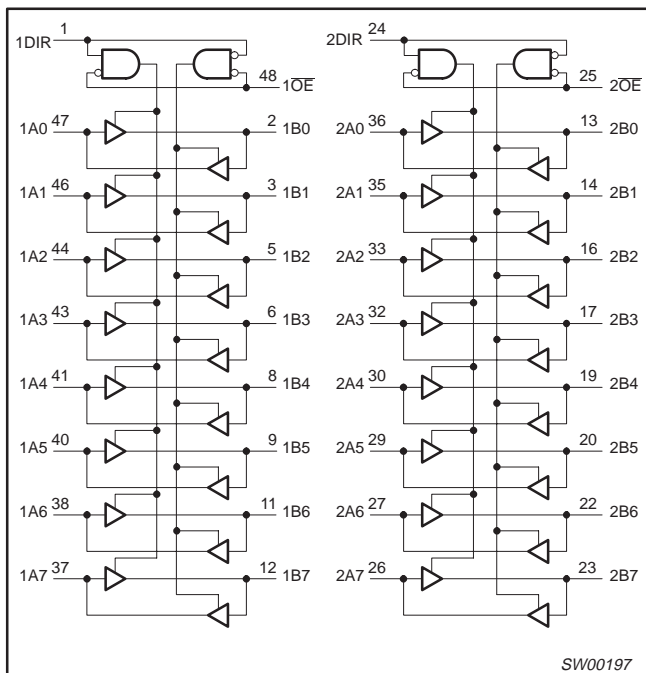 1DIR 1 2DIR 24
48 1OE 25 2OE
1A0 47 2 1B0 2A0 36 13 2B0
1A1 46 3 1B1 2A1 35 14 2B1
1A2 44 5 1B2 2A2 33 16 2B2
1A3 43 6 1B3 2A3 32 17 2B3
1A4 41 8 1B4 2A4 30 19 2B4
1A5 40 9 1B5 2A5 29 20 2B5
1A6 38 11 1B6 2A6 27 22 2B6
1A7 37 12 1B7 2A7 26 23 2B7
SW00197